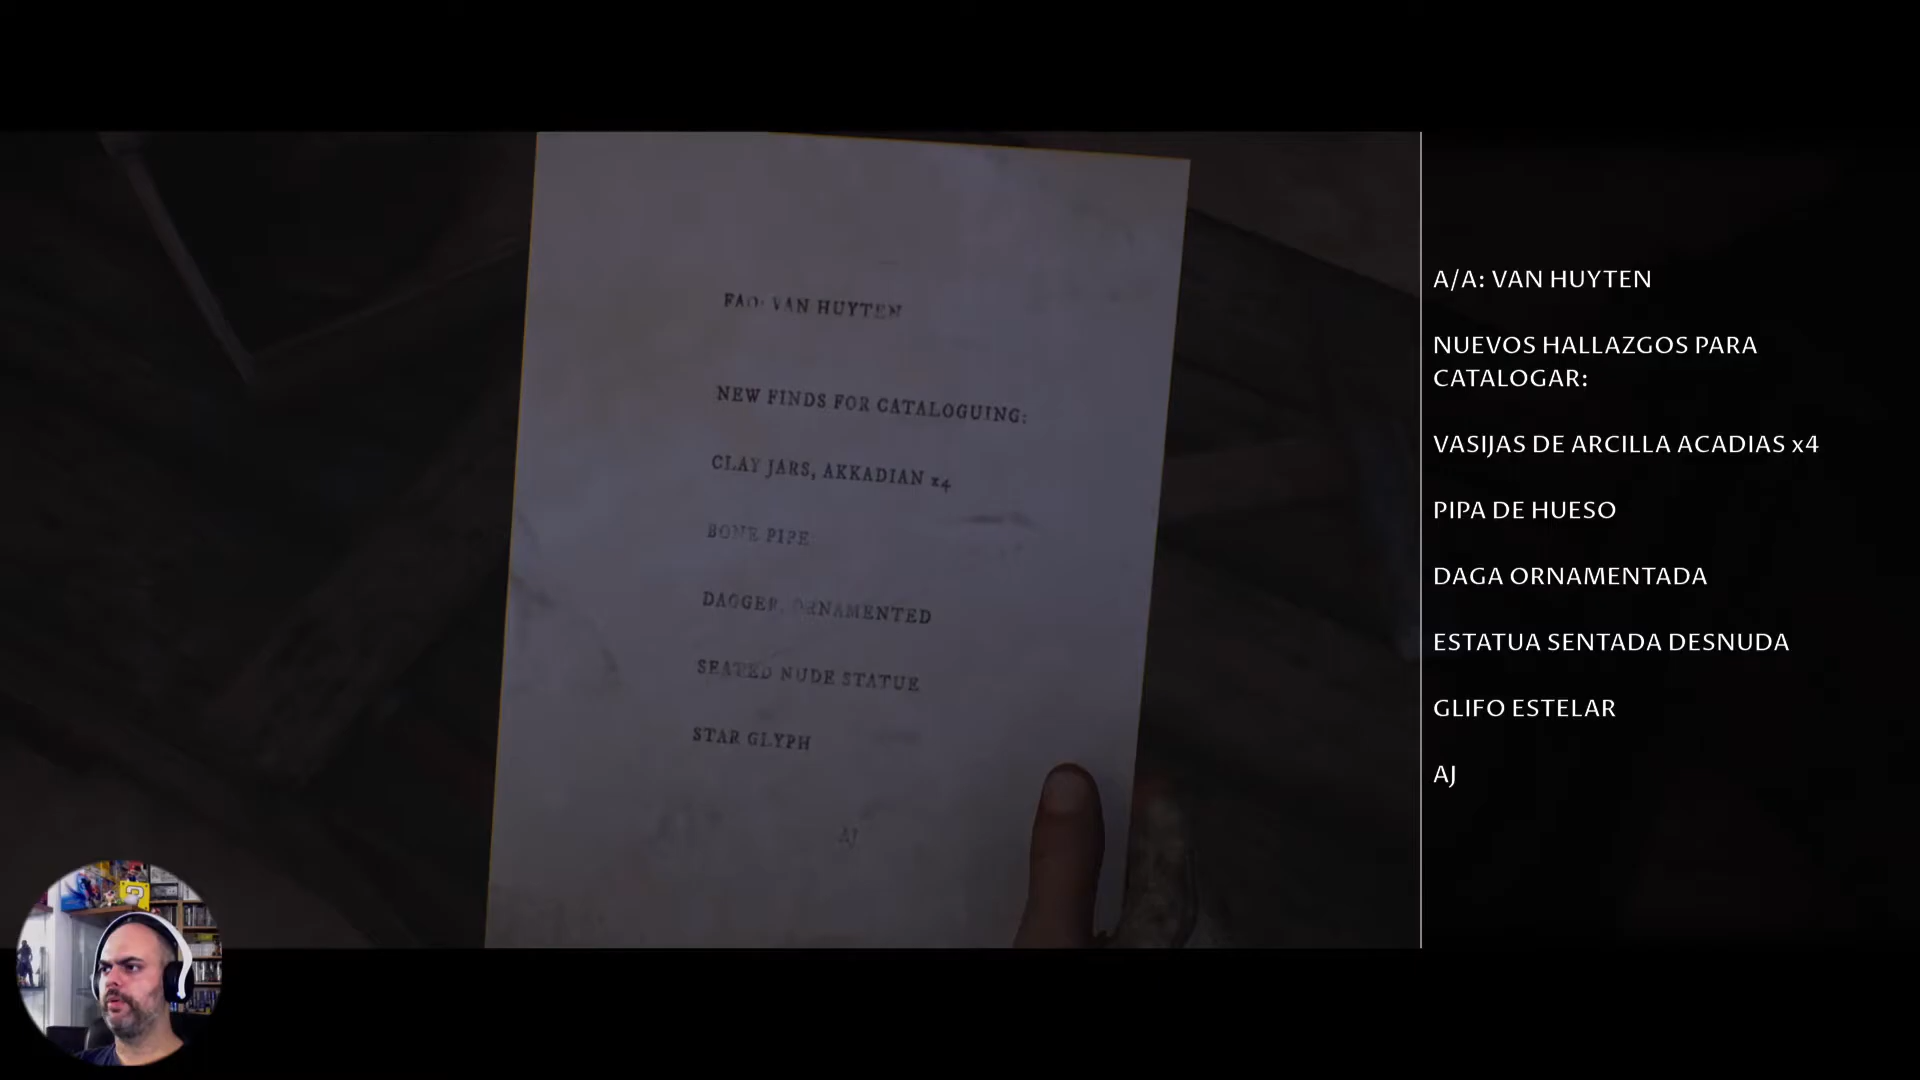 FAO: VAN HUYTEN
NEW FINDS FOR CATALOGUING:
CLAY JARS, AKKADIAN x4
BONE PIPE
DAGGER, ORNAMENTED
SEATED NUDE STATUE
STAR GLYPH
AJ
A/A: VAN HUYTEN
NUEVOS HALLAZGOS PARA
CATALOGAR:
VASIJAS DE ARCILLA ACADIAS x4
PIPA DE HUESO
DAGA ORNAMENTADA
ESTATUA SENTADA DESNUDA
GLIFO ESTELAR
AJ